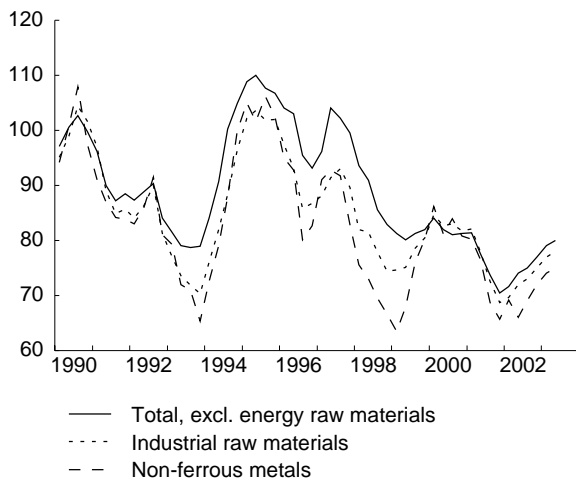 120
110
100
90
80
70
60
1990 1992 1994 1996 1998 2000 2002
Total, excl. energy raw materials
Industrial raw materials
Non-ferrous metals